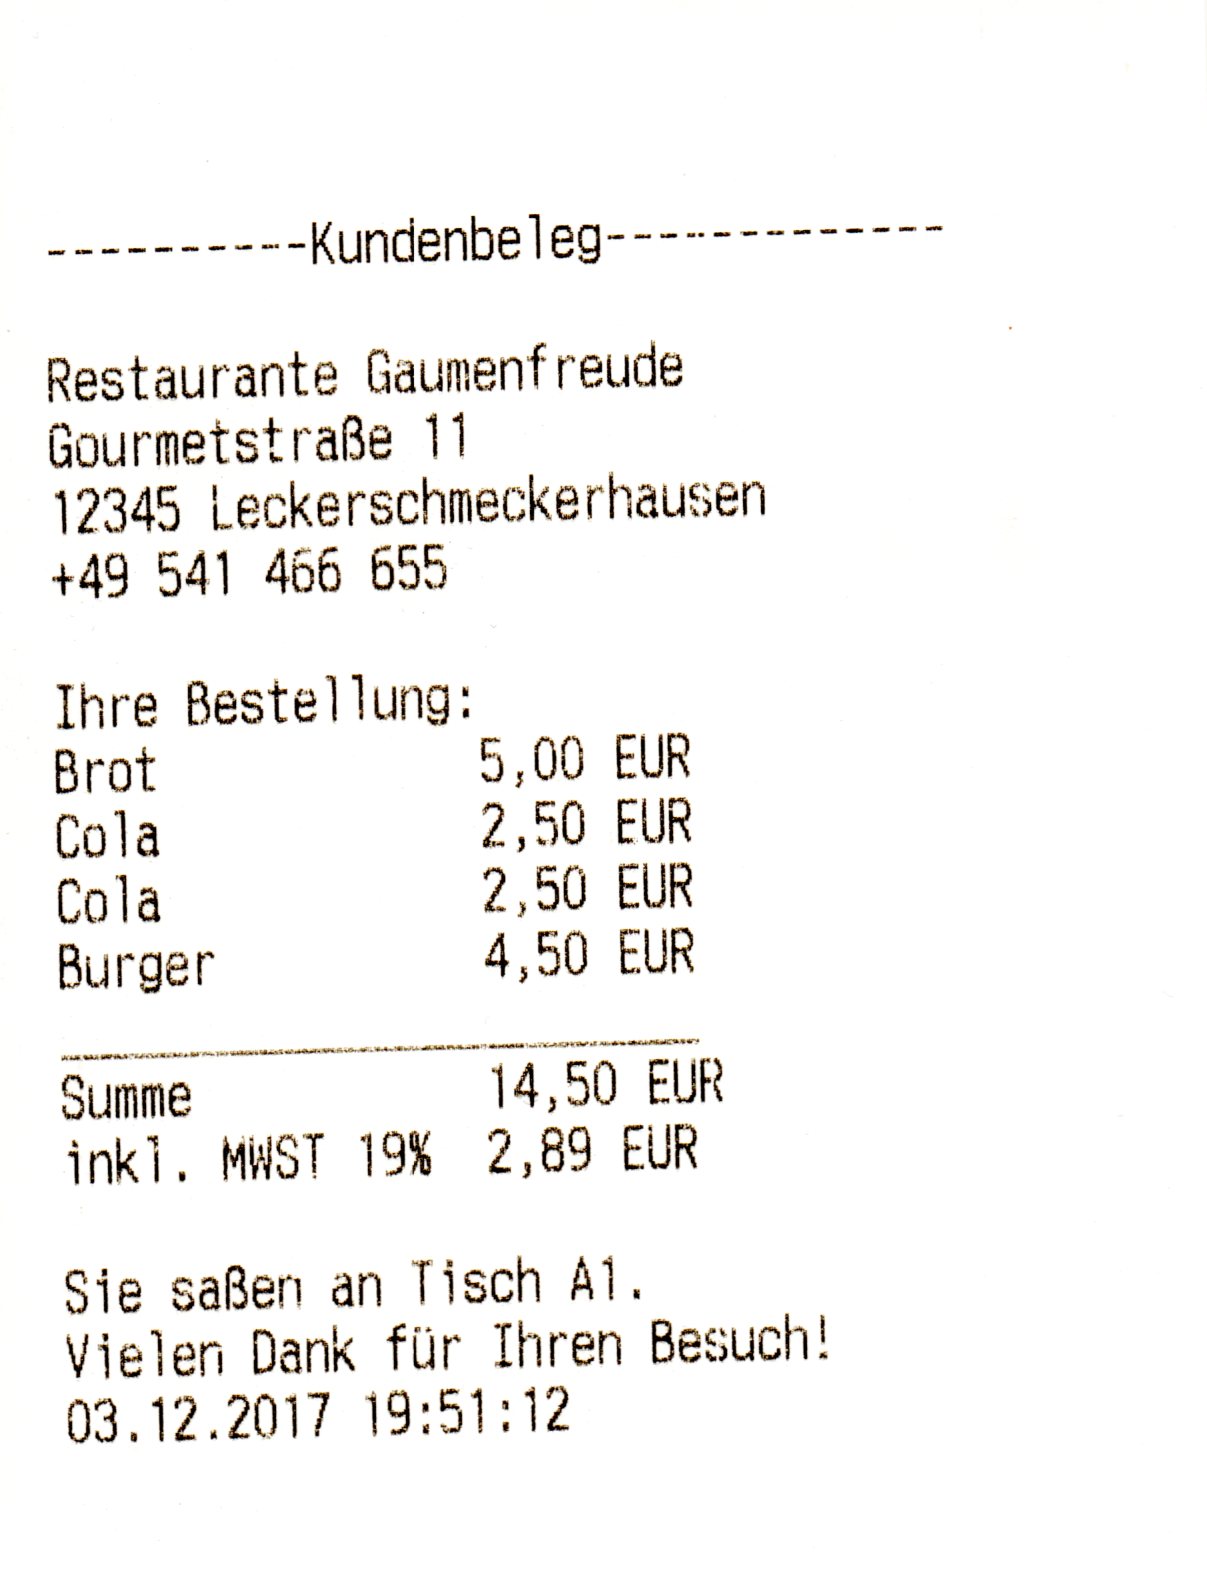 ----------Kundenbeleg-------------
Restaurante Gaumenfreude
Gourmetstraße 11
12345 Leckerschmeckerhausen
+49 541 466 655
Ihre Bestellung:
Brot 5,00 EUR
Cola 2,50 EUR
Cola 2,50 EUR
Burger 4,50 EUR
Summe 14,50 EUR
inkl. MWST 19% 2,89 EUR
Sie saßen an Tisch A1.
Vielen Dank für Ihren Besuch!
03.12.2017 19:51:12